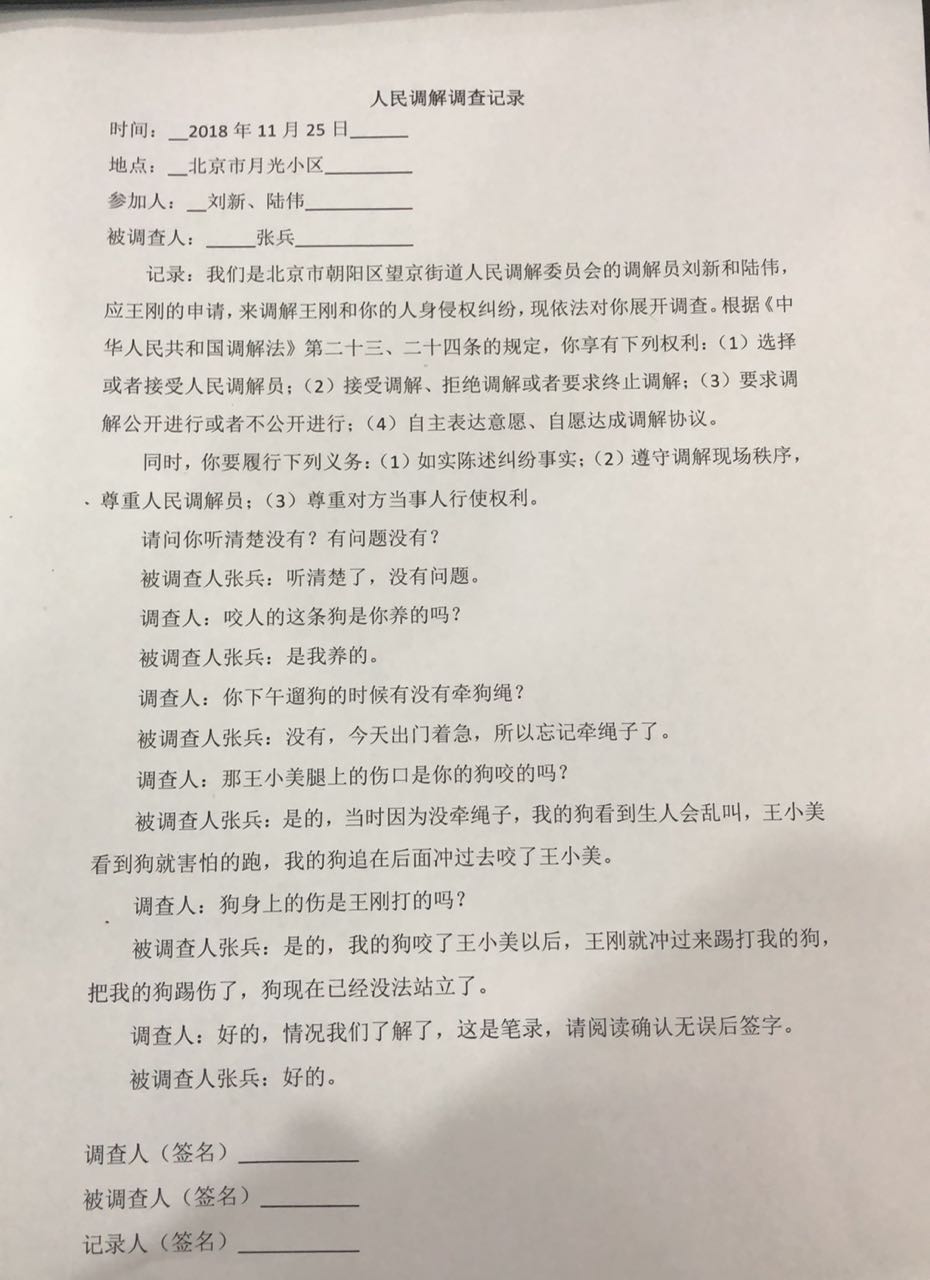 人民调解调查记录
时间：__2018 年 11 月 25 日______
地点：__北京市月光小区_________
参加人：__刘新、陆伟___________
被调查人：_____张兵____________
记录：我们是北京市朝阳区望京街道人民调解委员会的调解员刘新和陆伟，
应王刚的申请，来调解王刚和你的人身侵权纠纷，现依法对你展开调查。根据《中
华人民共和国调解法》第二十三、二十四条的规定，你享有下列权利：（1）选择
或者接受人民调解员；（2）接受调解、拒绝调解或者要求终止调解；（3）要求调
解公开进行或者不公开进行；（4）自主表达意愿、自愿达成调解协议。
同时，你要履行下列义务：（1）如实陈述纠纷事实；（2）遵守调解现场秩序，
尊重人民调解员；（3）尊重对方当事人行使权利。
请问你听清楚没有？有问题没有？
被调查人张兵：听清楚了，没有问题。
调查人：咬人的这条狗是你养的吗？
被调查人张兵：是我养的。
调查人：你下午遛狗的时候有没有牵狗绳？
被调查人张兵：没有，今天出门着急，所以忘记牵绳子了。
调查人：那王小美腿上的伤口是你的狗咬的吗？
被调查人张兵：是的，当时因为没牵绳子，我的狗看到生人会乱叫，王小美
看到狗就害怕的跑，我的狗追在后面冲过去咬了王小美。
调查人：狗身上的伤是王刚打的吗？
被调查人张兵：是的，我的狗咬了王小美以后，王刚就冲过来踢打我的狗，
把我的狗踢伤了，狗现在已经没法站立了。
调查人：好的，情况我们了解了，这是笔录，请阅读确认无误后签字。
被调查人张兵：好的。
调查人（签名）___________
被调查人（签名）_________
记录人（签名）___________